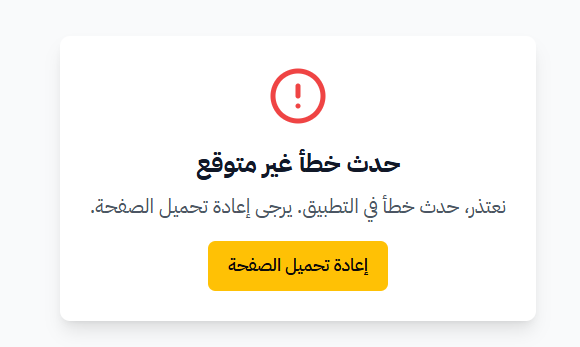 حدث خطأ غير متوقع
نعتذر، حدث خطأ في التطبيق. يرجى إعادة تحميل الصفحة.
إعادة تحميل الصفحة